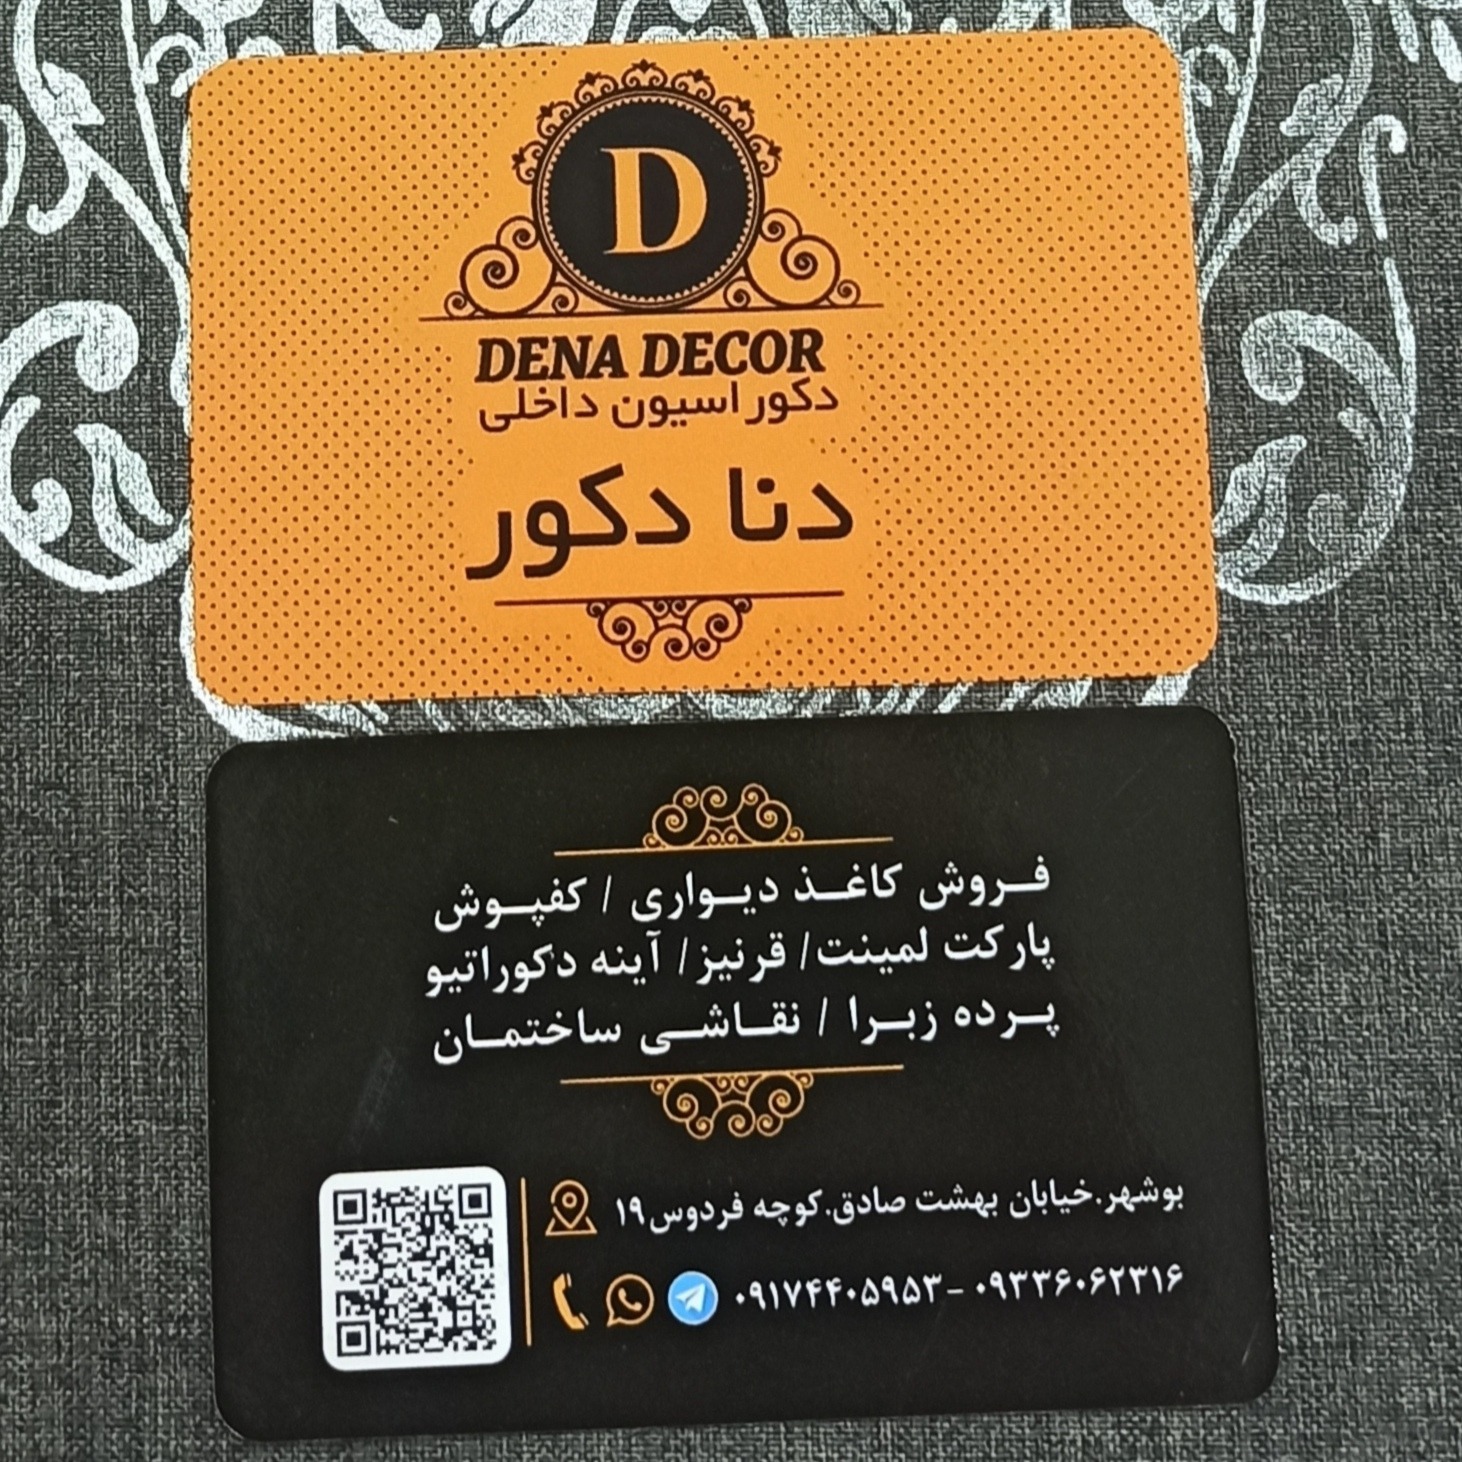 D
DENA DECOR
دکوراسیون داخلی
دنا دکور
فروش کاغذ دیواری / کفپوش
پارکت لمینت / قرنیز / آینه دکوراتیو
پرده زبرا / نقاشی ساختمان
بوشهر.خیابان بهشت صادق.کوچه فردوس۱۹
۰۹۱۷۴۴۰۵۹۵۳ - ۰۹۳۳۶۰۶۲۳۱۶